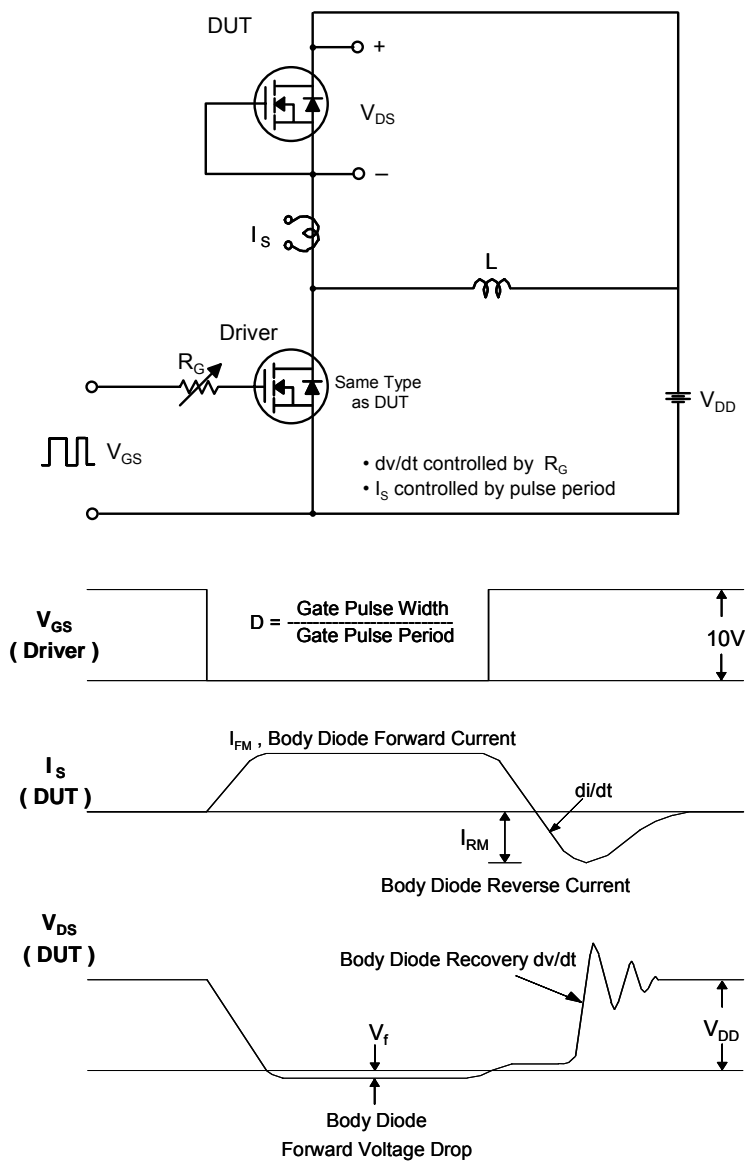 DUT
+
V_DS
–
I_S
L
Driver
R_G
Same Type
as DUT
V_DD
V_GS
• dv/dt controlled by R_G
• I_S controlled by pulse period
V_GS
( Driver )
D = Gate Pulse Width
Gate Pulse Period
10V
I_FM , Body Diode Forward Current
I_S
( DUT )
di/dt
I_RM
Body Diode Reverse Current
V_DS
( DUT )
Body Diode Recovery dv/dt
V_f
V_DD
Body Diode
Forward Voltage Drop